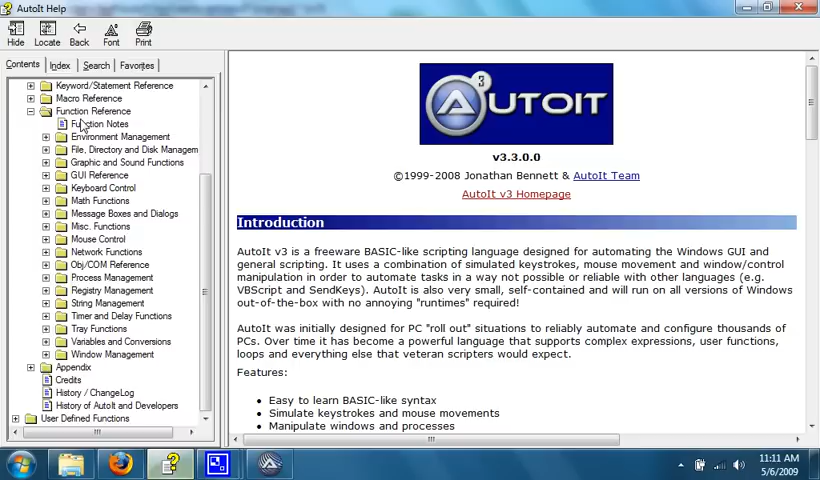 AutoIt Help
Hide
Locate
Back
Font
Print
Contents
Index
Search
Favorites
Keyword/Statement Reference
Macro Reference
Function Reference
Function Notes
Environment Management
File, Directory and Disk Managem
Graphic and Sound Functions
GUI Reference
Keyboard Control
Math Functions
Message Boxes and Dialogs
Misc. Functions
Mouse Control
Network Functions
Obj/COM Reference
Process Management
Registry Management
String Management
Timer and Delay Functions
Tray Functions
Variables and Conversions
Window Management
Appendix
Credits
History / ChangeLog
History of AutoIt and Developers
User Defined Functions
AUTOIT
3
v3.3.0.0
©1999-2008 Jonathan Bennett & AutoIt Team
AutoIt v3 Homepage
Introduction
AutoIt v3 is a freeware BASIC-like scripting language designed for automating the Windows GUI and
general scripting. It uses a combination of simulated keystrokes, mouse movement and window/control
manipulation in order to automate tasks in a way not possible or reliable with other languages (e.g.
VBScript and SendKeys). AutoIt is also very small, self-contained and will run on all versions of Windows
out-of-the-box with no annoying "runtimes" required!
AutoIt was initially designed for PC "roll out" situations to reliably automate and configure thousands of
PCs. Over time it has become a powerful language that supports complex expressions, user functions,
loops and everything else that veteran scripters would expect.
Features:
Easy to learn BASIC-like syntax
Simulate keystrokes and mouse movements
Manipulate windows and processes
11:11 AM
5/6/2009